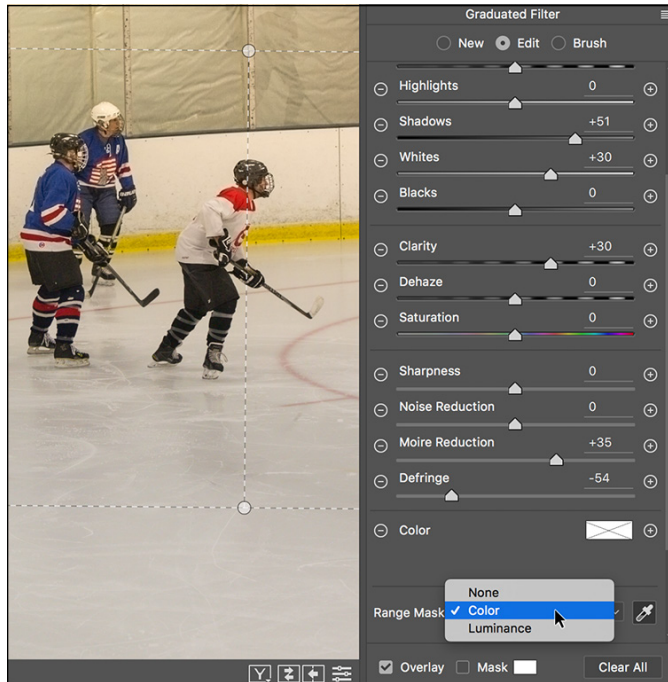 Graduated Filter
New Edit Brush
Highlights 0
Shadows +51
Whites +30
Blacks 0
Clarity +30
Dehaze 0
Saturation 0
Sharpness 0
Noise Reduction 0
Moire Reduction +35
Defringe -54
Color
None
Range Mask ✓ Color
Luminance
Y Overlay Mask Clear All